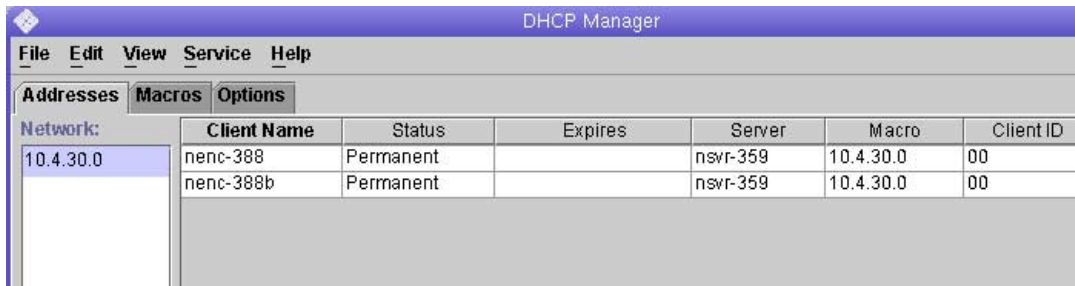 DHCP Manager
File Edit View Service Help
Addresses Macros Options
Network: Client Name Status Expires Server Macro Client ID
10.4.30.0 nenc-388 Permanent nsvr-359 10.4.30.0 00
nenc-388b Permanent nsvr-359 10.4.30.0 00